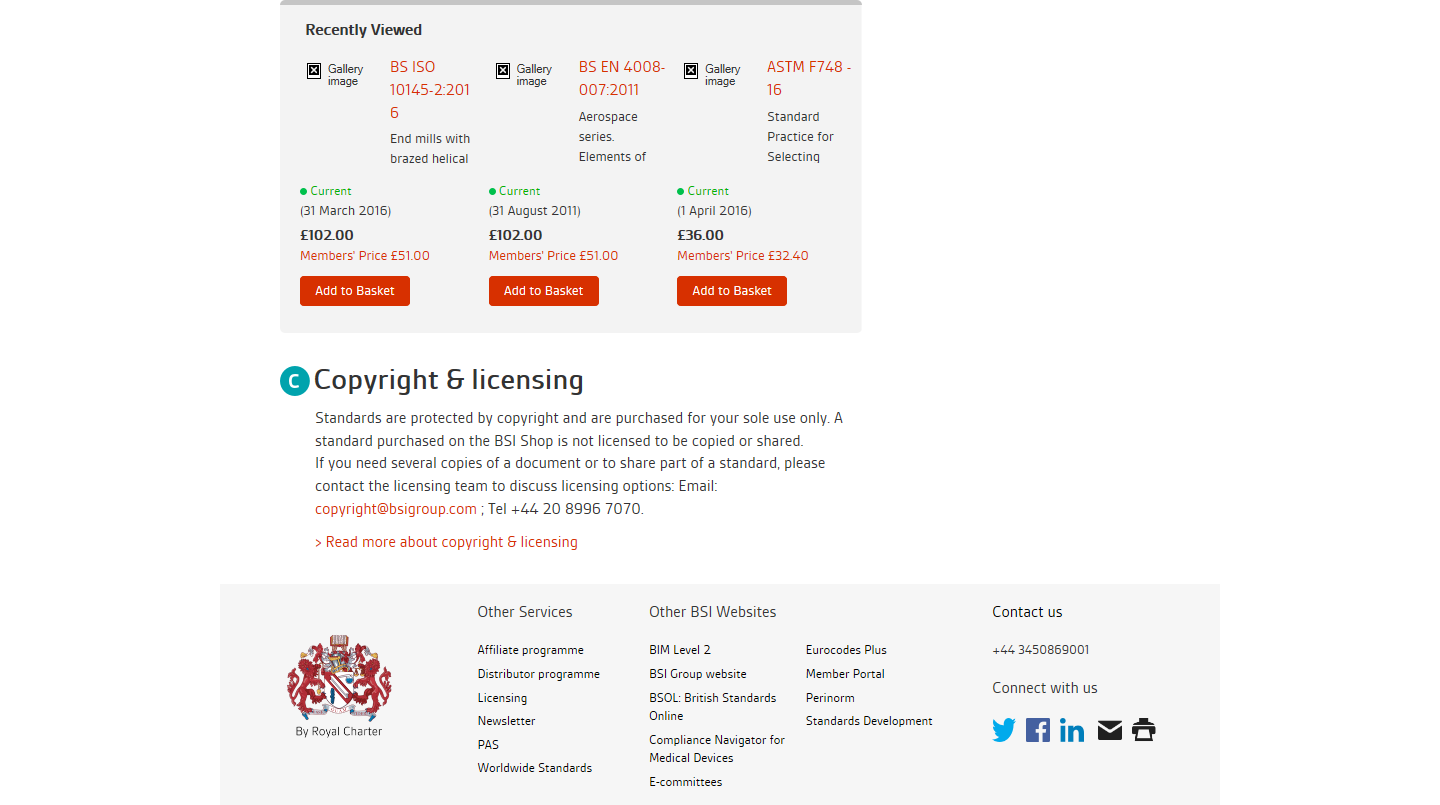 Recently Viewed
Gallery image
BS ISO
10145-2:201
6
End mills with
brazed helical
Current
(31 March 2016)
£102.00
Members' Price £51.00
Add to Basket
Gallery image
BS EN 4008-
007:2011
Aerospace
series.
Elements of
Current
(31 August 2011)
£102.00
Members' Price £51.00
Add to Basket
Gallery image
ASTM F748 -
16
Standard
Practice for
Selecting
Current
(1 April 2016)
£36.00
Members' Price £32.40
Add to Basket
C Copyright & licensing
Standards are protected by copyright and are purchased for your sole use only. A
standard purchased on the BSI Shop is not licensed to be copied or shared.
If you need several copies of a document or to share part of a standard, please
contact the licensing team to discuss licensing options: Email:
copyright@bsigroup.com ; Tel +44 20 8996 7070.
> Read more about copyright & licensing
By Royal Charter
Other Services
Affiliate programme
Distributor programme
Licensing
Newsletter
PAS
Worldwide Standards
Other BSI Websites
BIM Level 2
BSI Group website
BSOL: British Standards
Online
Compliance Navigator for
Medical Devices
E-committees
Eurocodes Plus
Member Portal
Perinorm
Standards Development
Contact us
+44 3450869001
Connect with us